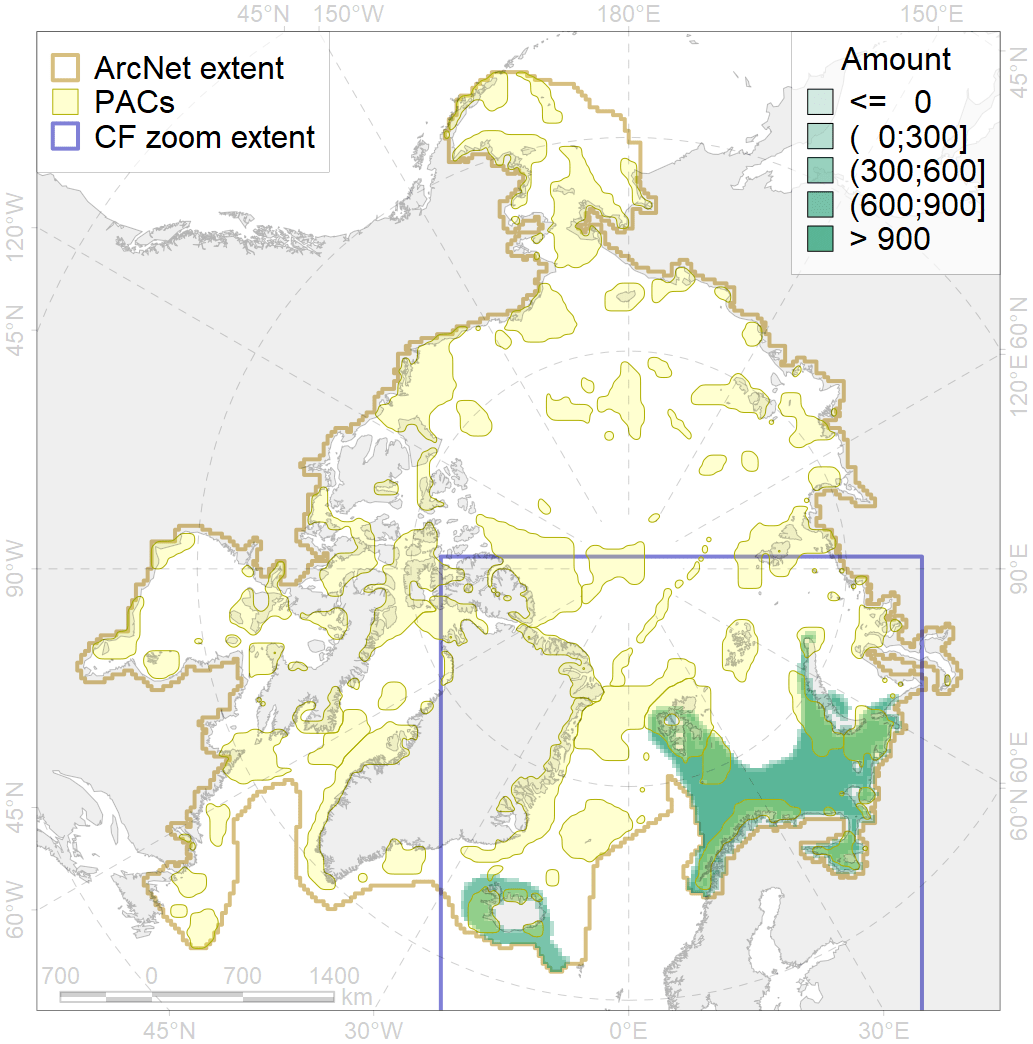 45°N 150°W 180°E 150°E
ArcNet extent
PACs
CF zoom extent
Amount
<= 0
( 0;300]
(300;600]
(600;900]
> 900
45°N
120°W
60°N
45°N
120°E
90°W
90°E
60°E
45°N
60°N
60°W
700 0 700 1400
km
45°N 30°W 0°E 30°E